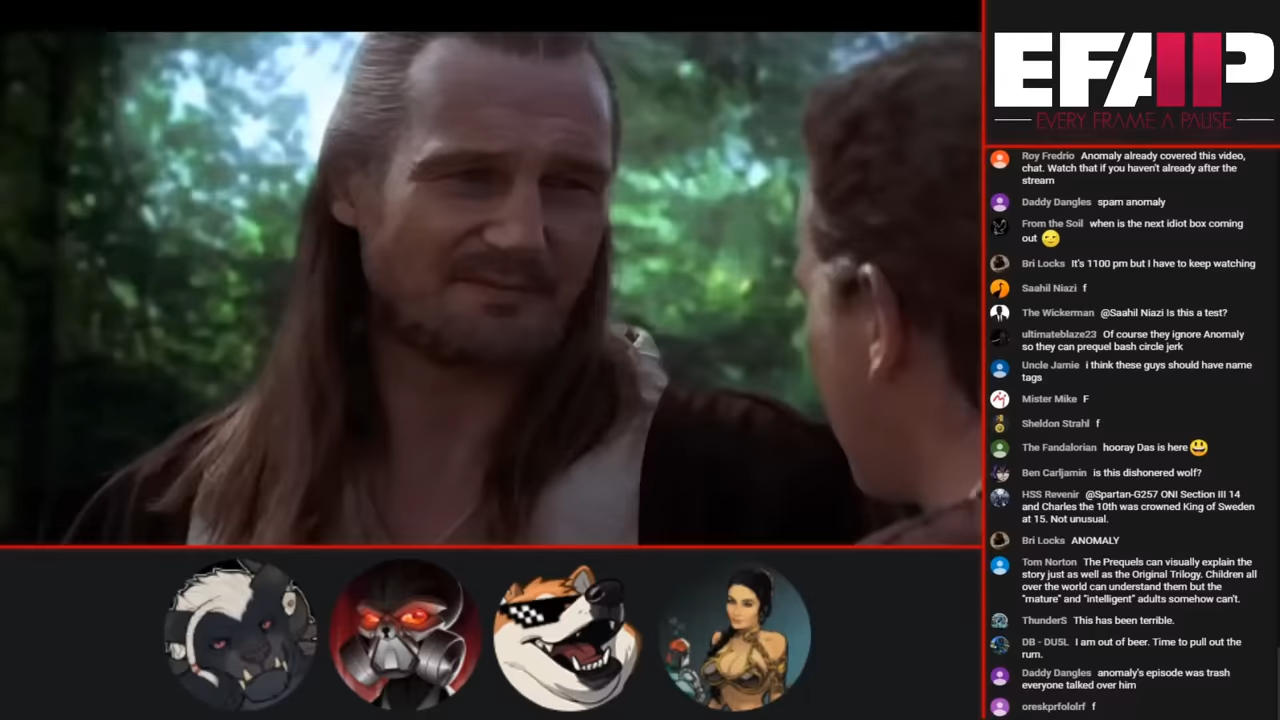 EFAP
EVERY FRAME A PAUSE
Roy Fredrio Anomaly already covered this video,
chat. Watch that if you haven't already after the
stream
Daddy Dangles spam anomaly
From the Soil when is the next idiot box coming
out 😏
Bri Locks It's 1100 pm but I have to keep watching
Saahil Niazi f
The Wickerman @Saahil Niazi Is this a test?
ultimateblaze23 Of course they ignore Anomaly
so they can prequel bash circle jerk
Uncle Jamie i think these guys should have name
tags
Mister Mike F
Sheldon Strahl f
The Fandalorian hooray Das is here 😃
Ben Carljamin is this dishonered wolf?
HSS Revenir @Spartan-G257 ONI Section III 14
and Charles the 10th was crowned King of Sweden
at 15. Not unusual.
Bri Locks ANOMALY
Tom Norton The Prequels can visually explain the
story just as well as the Original Trilogy. Children all
over the world can understand them but the
"mature" and "intelligent" adults somehow can't.
ThunderS This has been terrible.
DB - DU5L I am out of beer. Time to pull out the
rum.
Daddy Dangles anomaly's episode was trash
everyone talked over him
oreskprfololrf f